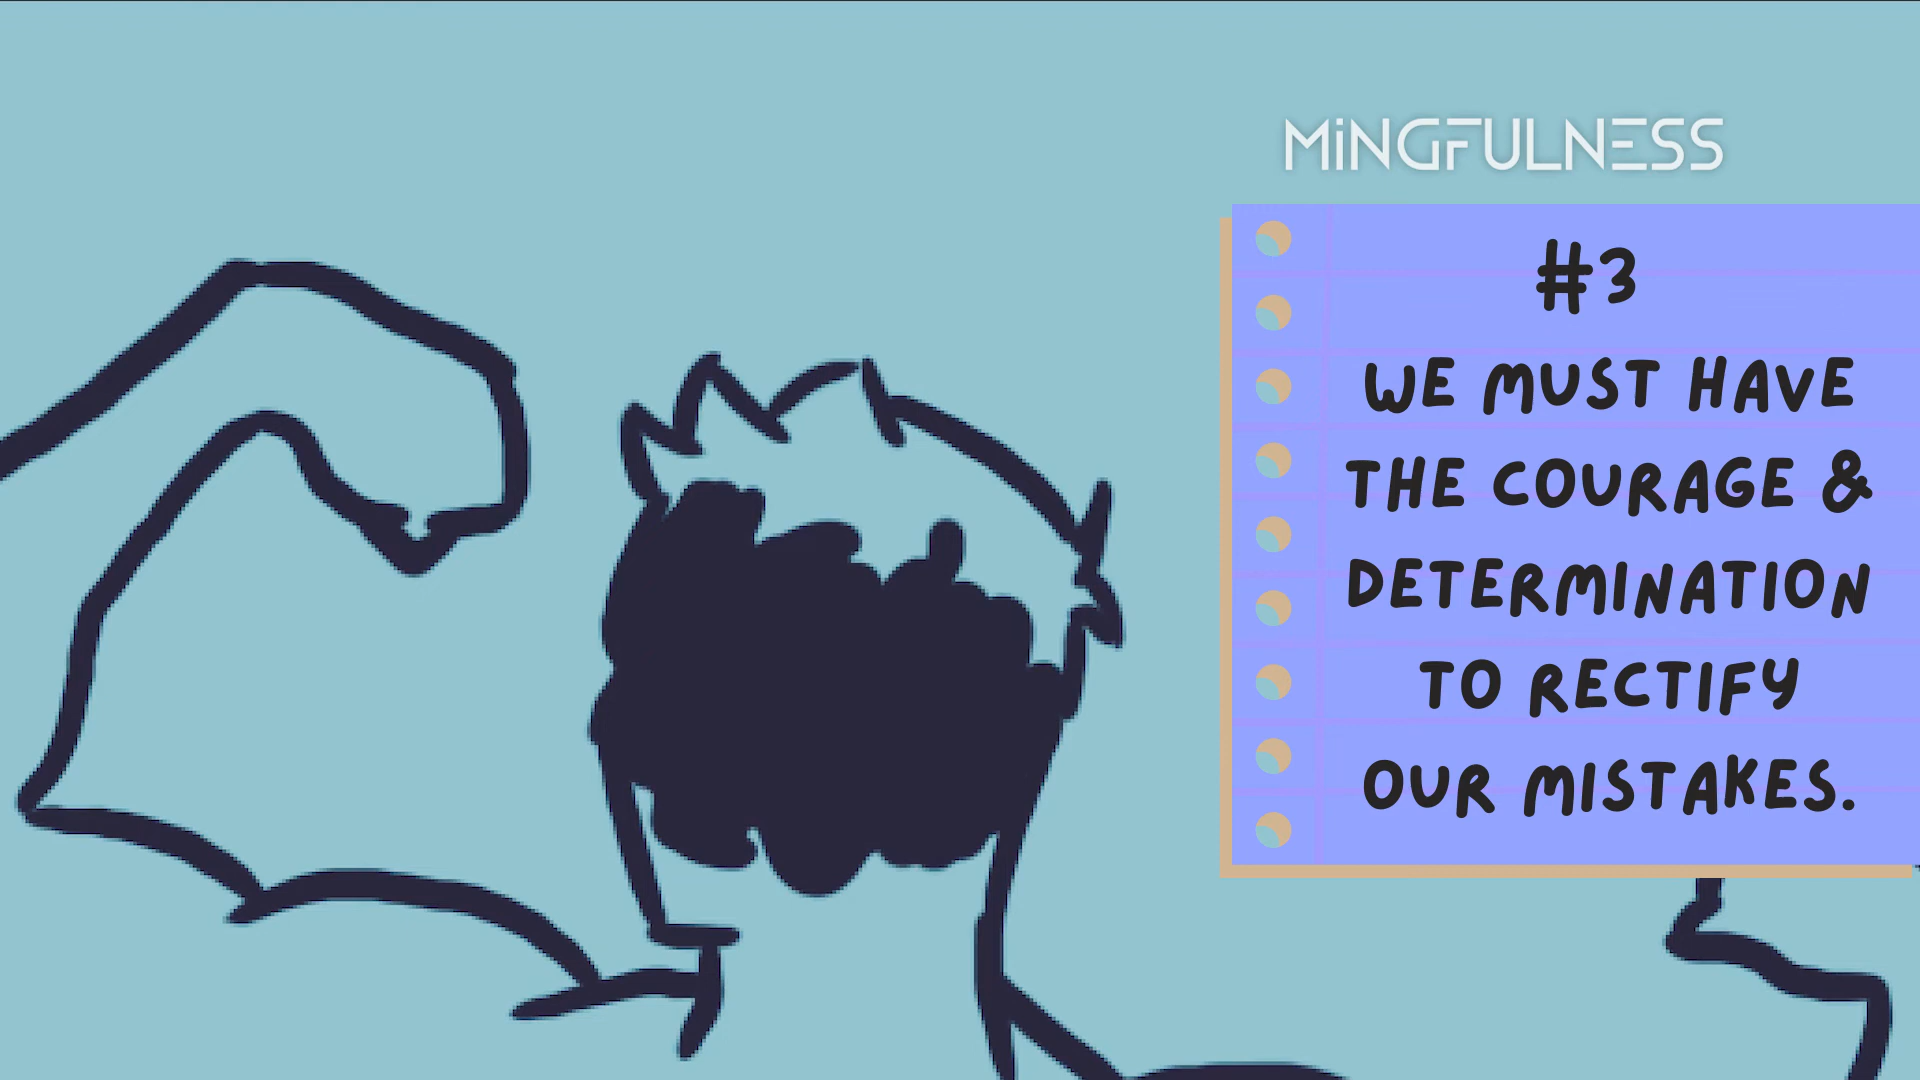 MiNGFULNESS
#3
WE MUST HAVE
THE COURAGE &
DETERMINATION
TO RECTIFY
OUR MISTAKES.